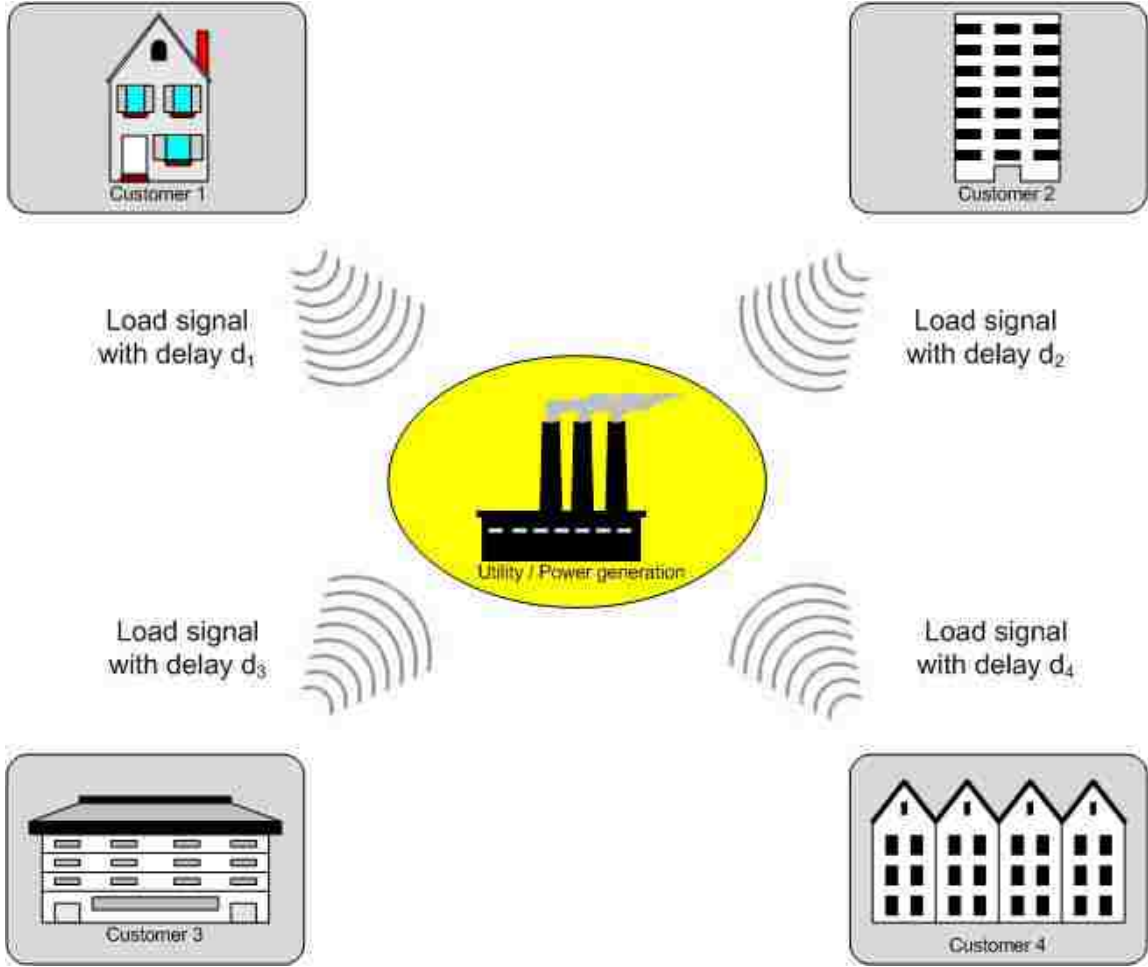 Customer 1
Customer 2
Load signal
with delay d₁
Load signal
with delay d₂
Utility / Power generation
Load signal
with delay d₃
Load signal
with delay d₄
Customer 3
Customer 4